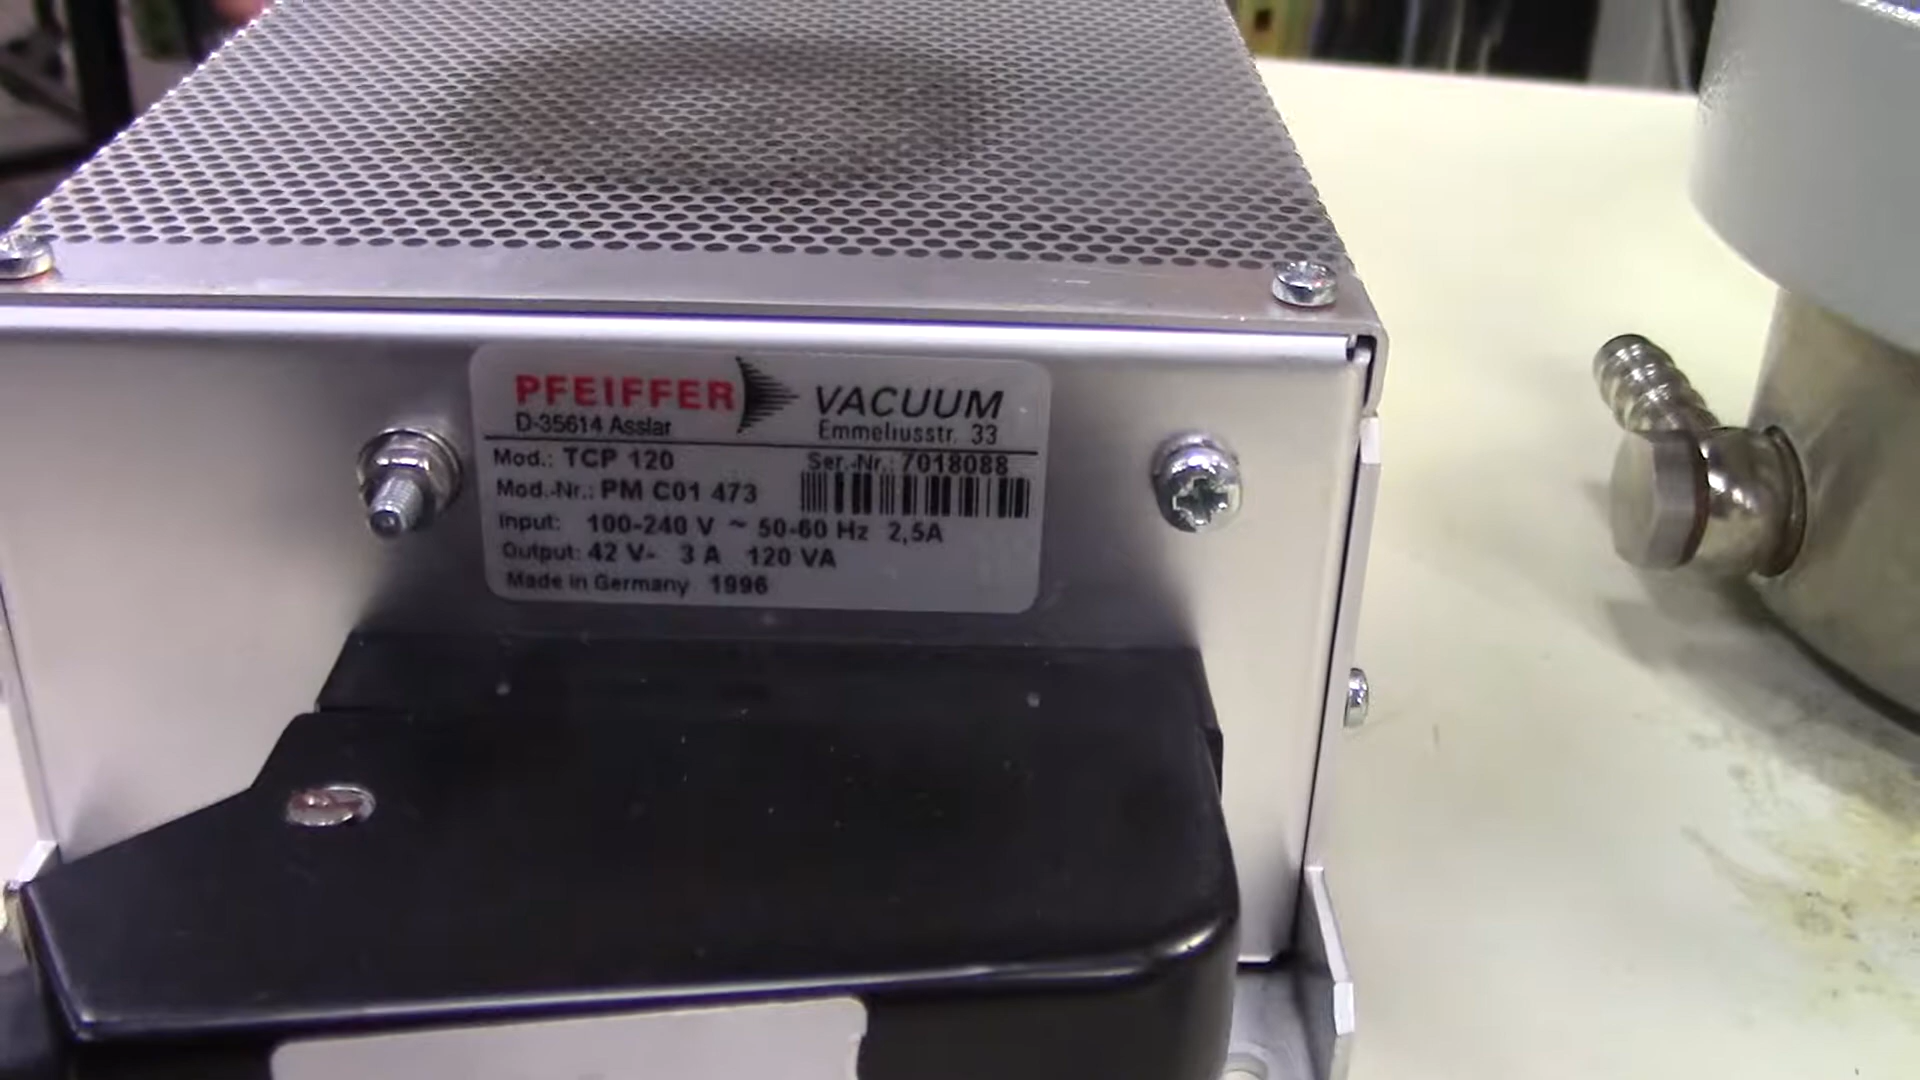 PFEIFFER VACUUM
D-35614 Asslar Emmeliusstr. 33
Mod.: TCP 120 Ser.-Nr.: 7018088
Mod.-Nr.: PM C01 473
Input: 100-240 V ~ 50-60 Hz 2,5A
Output: 42 V- 3 A 120 VA
Made in Germany 1996